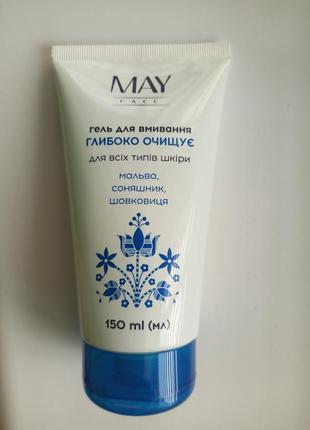 MAY
FACE
гель для вмивання
ГЛИБОКО ОЧИЩУЄ
для всіх типів шкіри
мальва,
соняшник,
шовковиця
150 ml (мл)